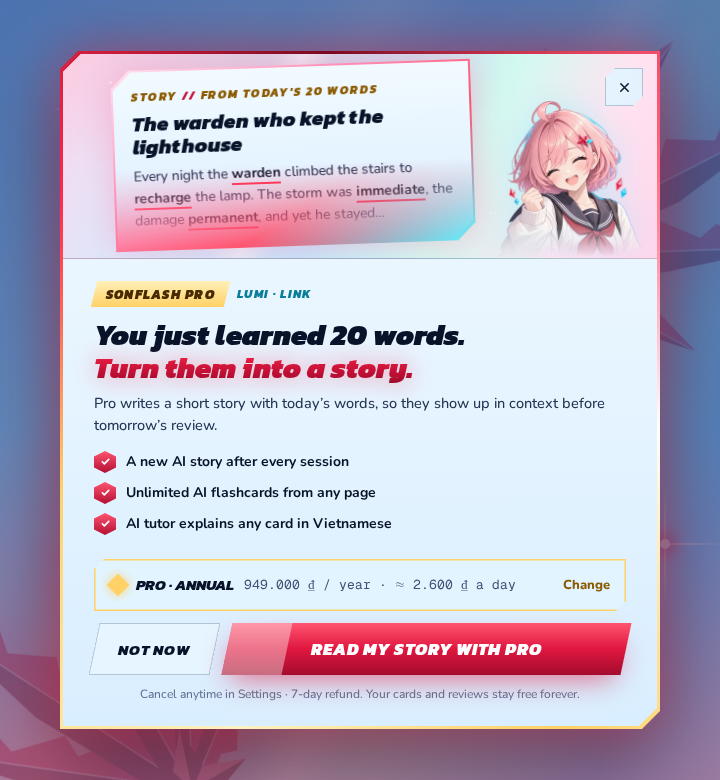 STORY // FROM TODAY'S 20 WORDS
The warden who kept the
lighthouse
Every night the warden climbed the stairs to
recharge the lamp. The storm was immediate, the
damage permanent, and yet he stayed...
✕
SONFLASH PRO LUMI · LINK
You just learned 20 words.
Turn them into a story.
Pro writes a short story with today's words, so they show up in context before
tomorrow's review.
A new AI story after every session
Unlimited AI flashcards from any page
AI tutor explains any card in Vietnamese
PRO · ANNUAL 949.000 ₫ / year · ≈ 2.600 ₫ a day Change
NOT NOW READ MY STORY WITH PRO
Cancel anytime in Settings · 7-day refund. Your cards and reviews stay free forever.